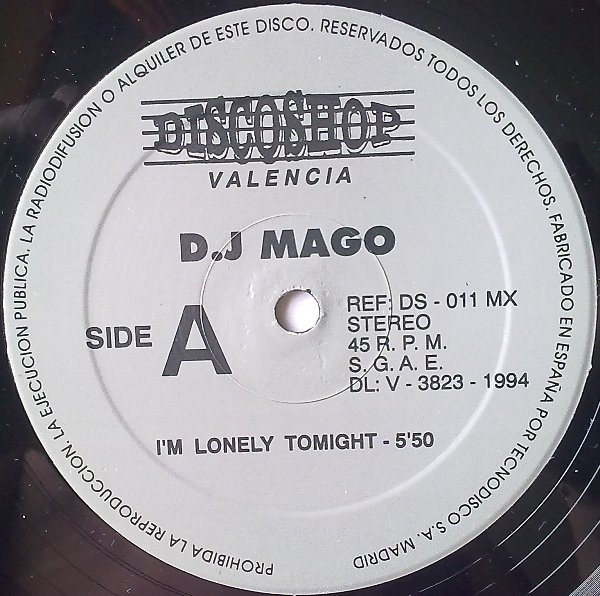 DISCOSHOP
VALENCIA
D.J MAGO
SIDE A
REF: DS - 011 MX
STEREO
45 R. P. M.
S. G. A. E.
DL: V - 3823 - 1994
I'M LONELY TOMIGHT - 5'50
PROHIBIDA LA REPRODUCCION. LA EJECUCION PUBLICA. LA RADIODIFUSION O ALQUILER DE ESTE DISCO. RESERVADOS TODOS LOS DERECHOS. FABRICADO EN ESPAÑA POR TECNODISCO S.A. MADRID